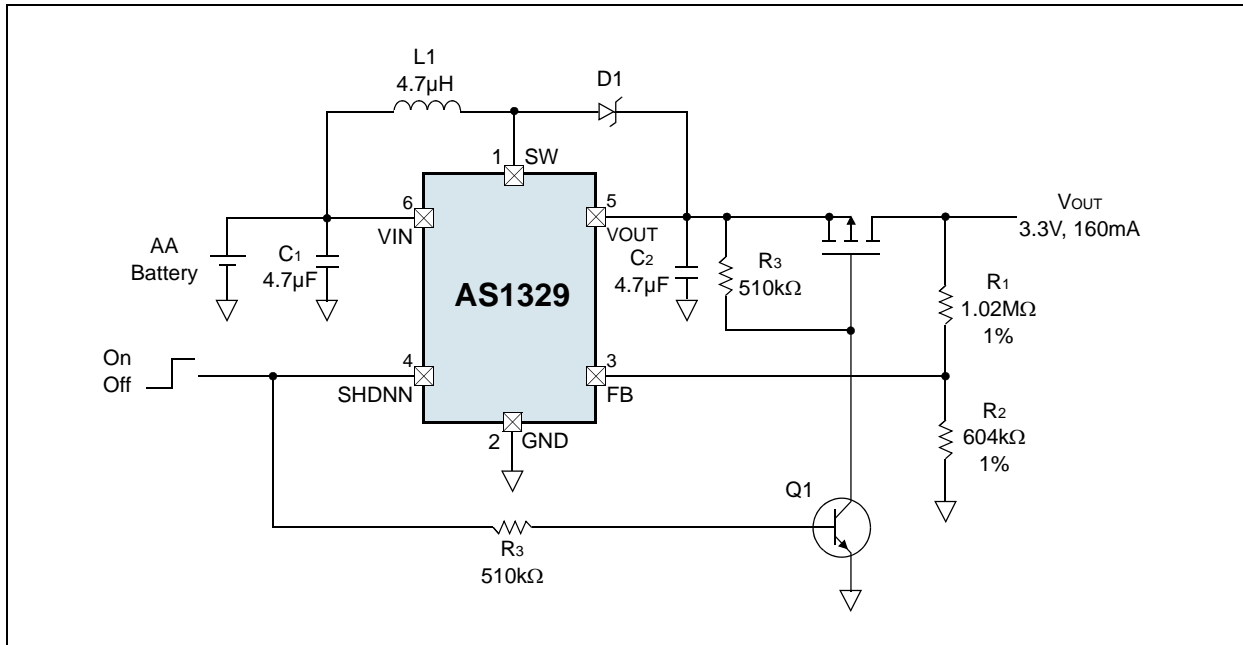 L1
4.7µH
D1
1 SW
6
VIN
5
VOUT
AA
Battery
C1
4.7µF
C2
4.7µF
R3
510kΩ
VOUT
3.3V, 160mA
AS1329
R1
1.02MΩ
1%
On
Off
4
SHDNN
3
FB
2 GND
R2
604kΩ
1%
Q1
R3
510kΩ